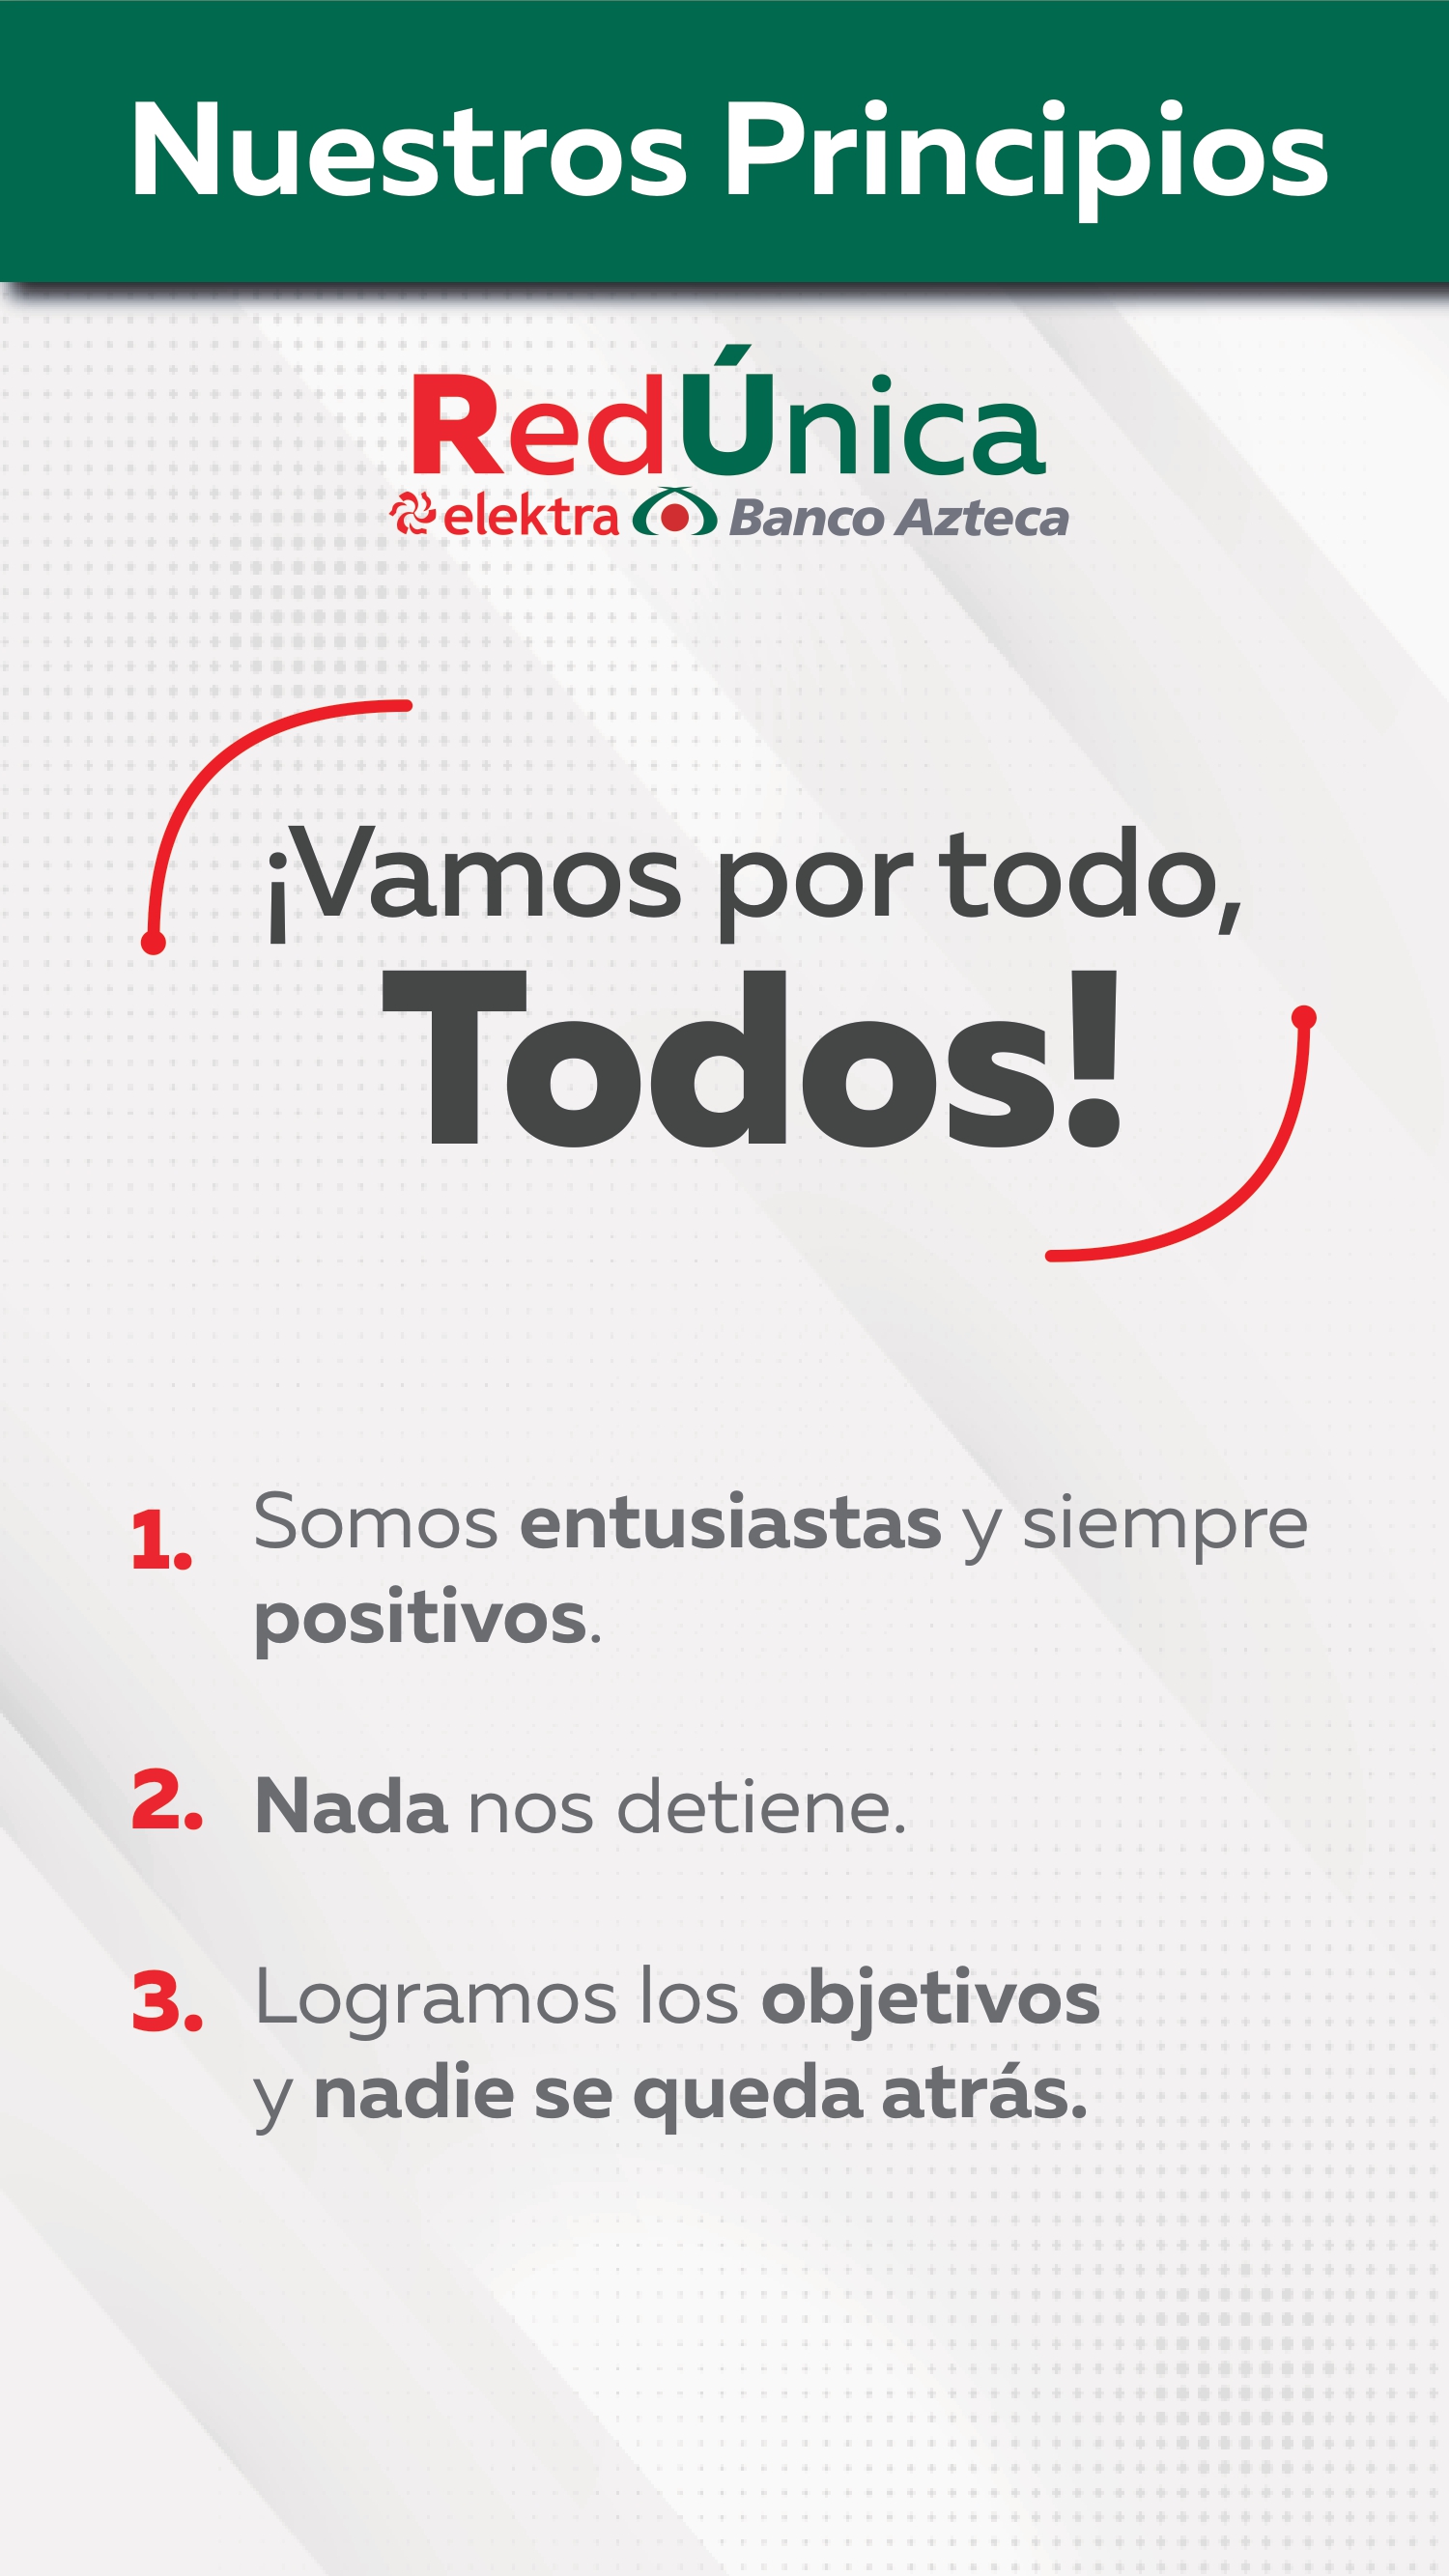 Nuestros Principios
RedÚnica
elektra Banco Azteca
¡Vamos por todo,
Todos!
1. Somos entusiastas y siempre
positivos.
2. Nada nos detiene.
3. Logramos los objetivos
y nadie se queda atrás.